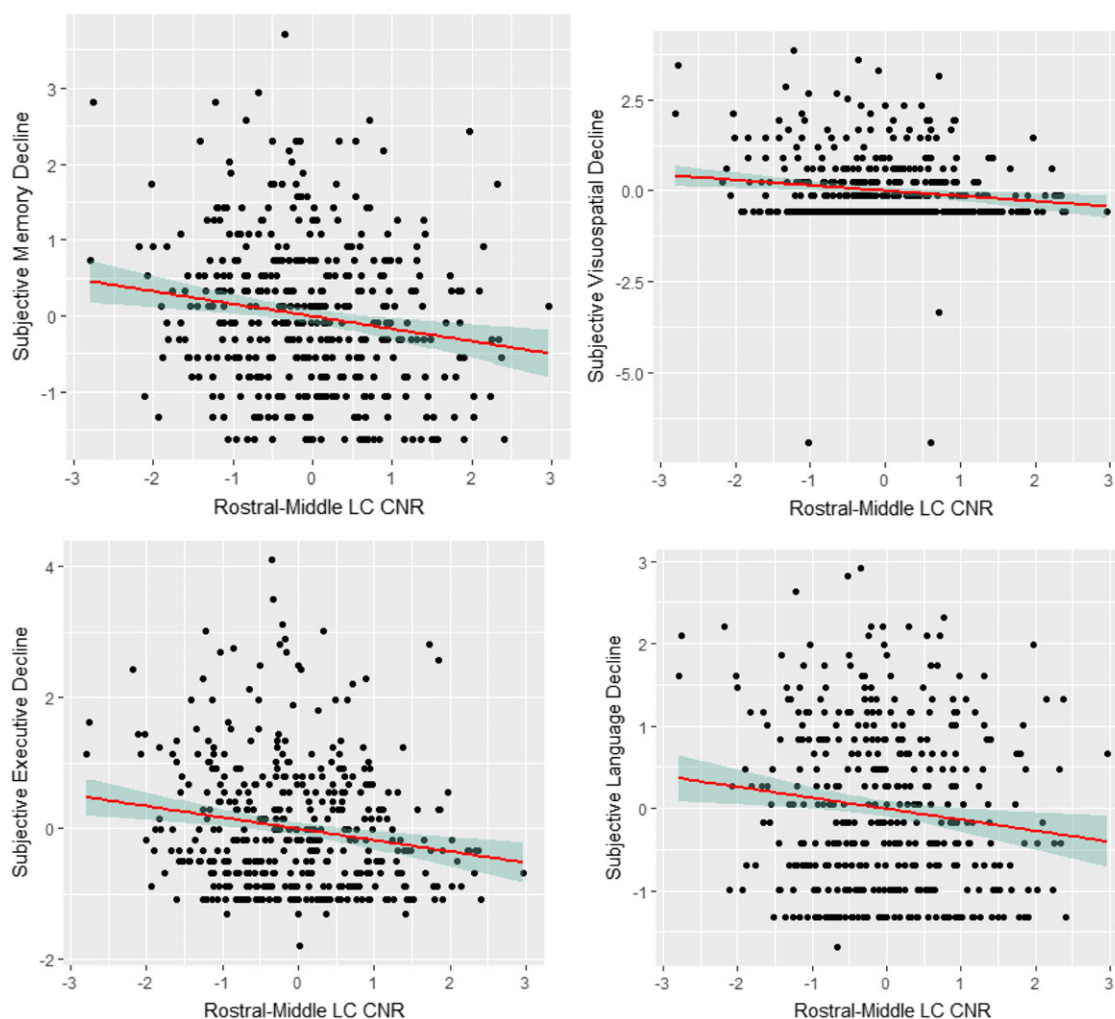 Subjective Memory Decline
3
2
1
0
-1
-3 -2 -1 0 1 2 3
Rostral-Middle LC CNR
Subjective Visuospatial Decline
2.5
0.0
-2.5
-5.0
-3 -2 -1 0 1 2 3
Rostral-Middle LC CNR
Subjective Executive Decline
4
2
0
-2
-3 -2 -1 0 1 2 3
Rostral-Middle LC CNR
Subjective Language Decline
3
2
1
0
-1
-3 -2 -1 0 1 2 3
Rostral-Middle LC CNR